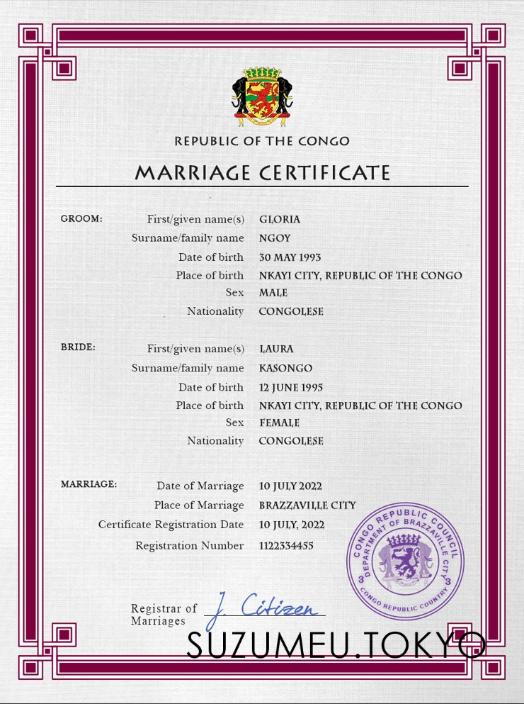 REPUBLIC OF THE CONGO
MARRIAGE CERTIFICATE
GROOM: First/given name(s) GLORIA
Surname/family name NGOY
Date of birth 30 MAY 1993
Place of birth NKAYI CITY, REPUBLIC OF THE CONGO
Sex MALE
Nationality CONGOLESE
BRIDE: First/given name(s) LAURA
Surname/family name KASONGO
Date of birth 12 JUNE 1995
Place of birth NKAYI CITY, REPUBLIC OF THE CONGO
Sex FEMALE
Nationality CONGOLESE
MARRIAGE: Date of Marriage 10 JULY 2022
Place of Marriage BRAZZAVILLE CITY
Certificate Registration Date 10 JULY, 2022
Registration Number 1122334455
CONGO REPUBLIC COUNCIL
DEPARTMENT OF BRAZZAVILLE CITY
3 3
CONGO REPUBLIC COUNTRY
Registrar of J. Citizen
Marriages
SUZUMEU.TOKYO